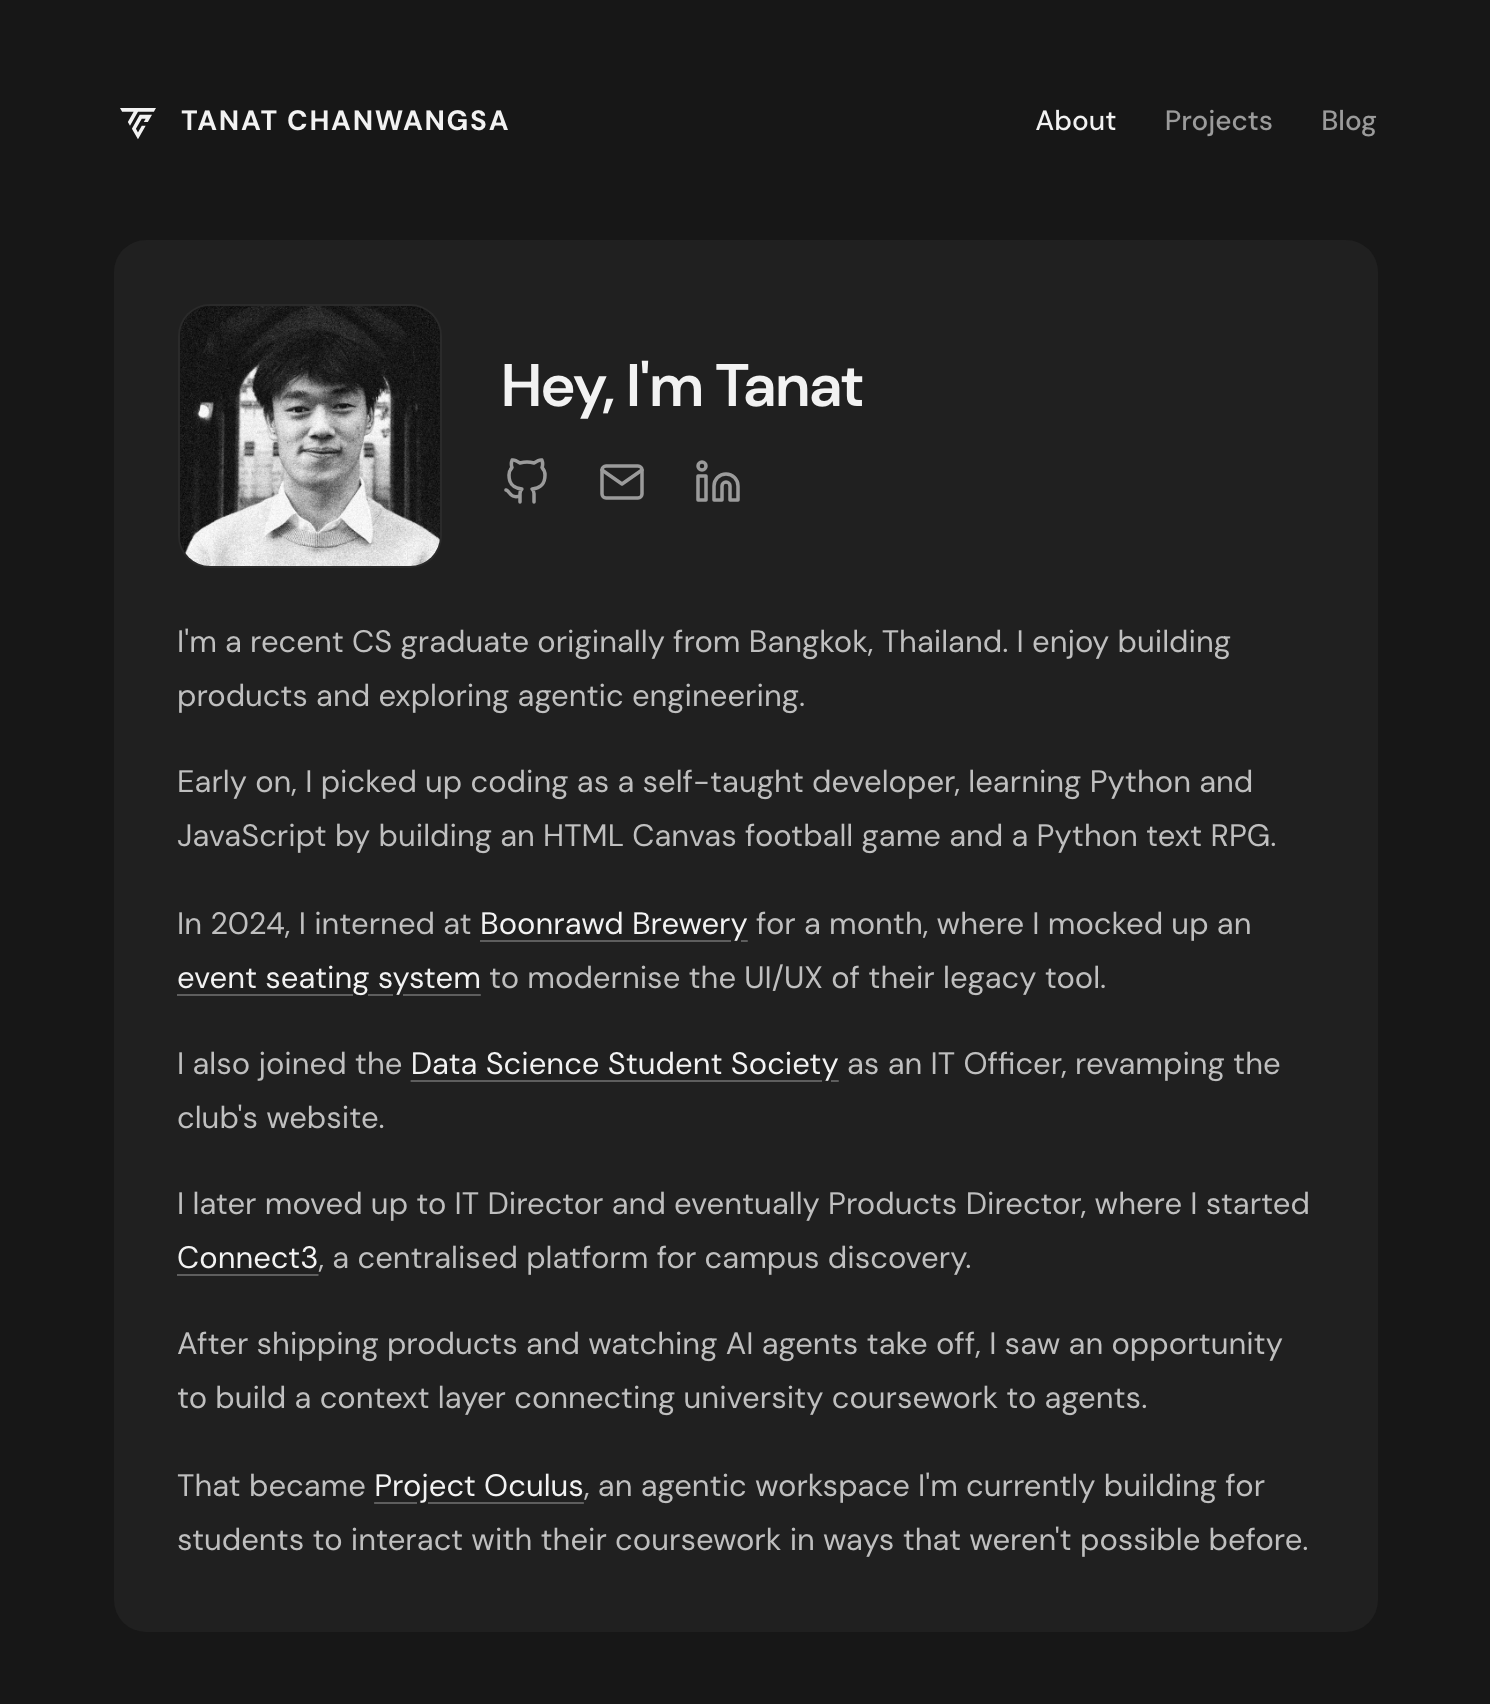 TANAT CHANWANGSA
About Projects Blog
Hey, I'm Tanat
I'm a recent CS graduate originally from Bangkok, Thailand. I enjoy building
products and exploring agentic engineering.
Early on, I picked up coding as a self-taught developer, learning Python and
JavaScript by building an HTML Canvas football game and a Python text RPG.
In 2024, I interned at Boonrawd Brewery for a month, where I mocked up an
event seating system to modernise the UI/UX of their legacy tool.
I also joined the Data Science Student Society as an IT Officer, revamping the
club's website.
I later moved up to IT Director and eventually Products Director, where I started
Connect3, a centralised platform for campus discovery.
After shipping products and watching AI agents take off, I saw an opportunity
to build a context layer connecting university coursework to agents.
That became Project Oculus, an agentic workspace I'm currently building for
students to interact with their coursework in ways that weren't possible before.